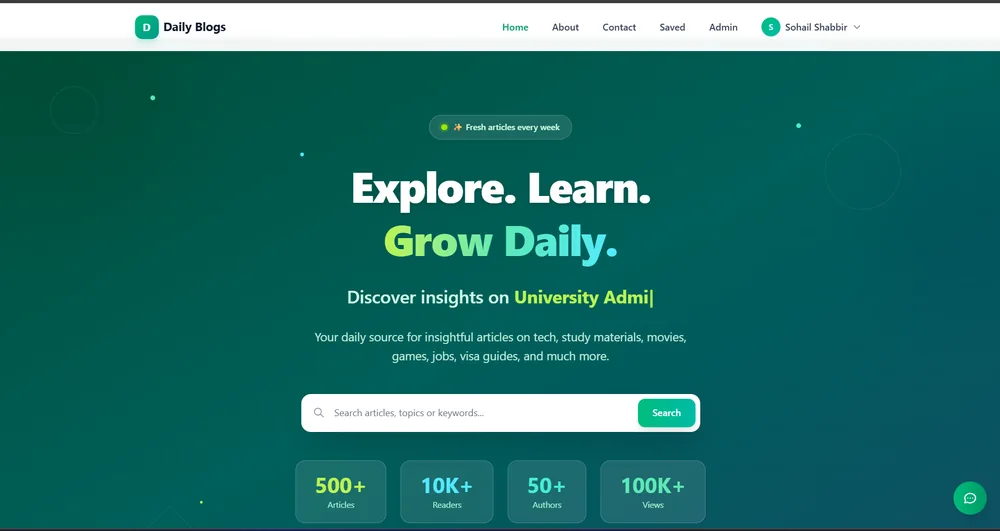 D Daily Blogs
Home About Contact Saved Admin S Sohail Shabbir
✨ Fresh articles every week
Explore. Learn.
Grow Daily.
Discover insights on University Admi|
Your daily source for insightful articles on tech, study materials, movies,
games, jobs, visa guides, and much more.
Search articles, topics or keywords... Search
500+ 10K+ 50+ 100K+
Articles Readers Authors Views